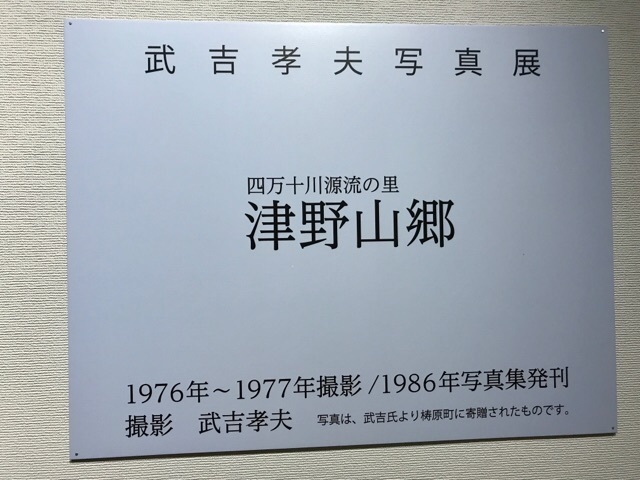 武吉孝夫写真展
四万十川源流の里
津野山郷
1976年～1977年撮影/1986年写真集発刊
撮影　武吉孝夫　写真は、武吉氏より梼原町に寄贈されたものです。